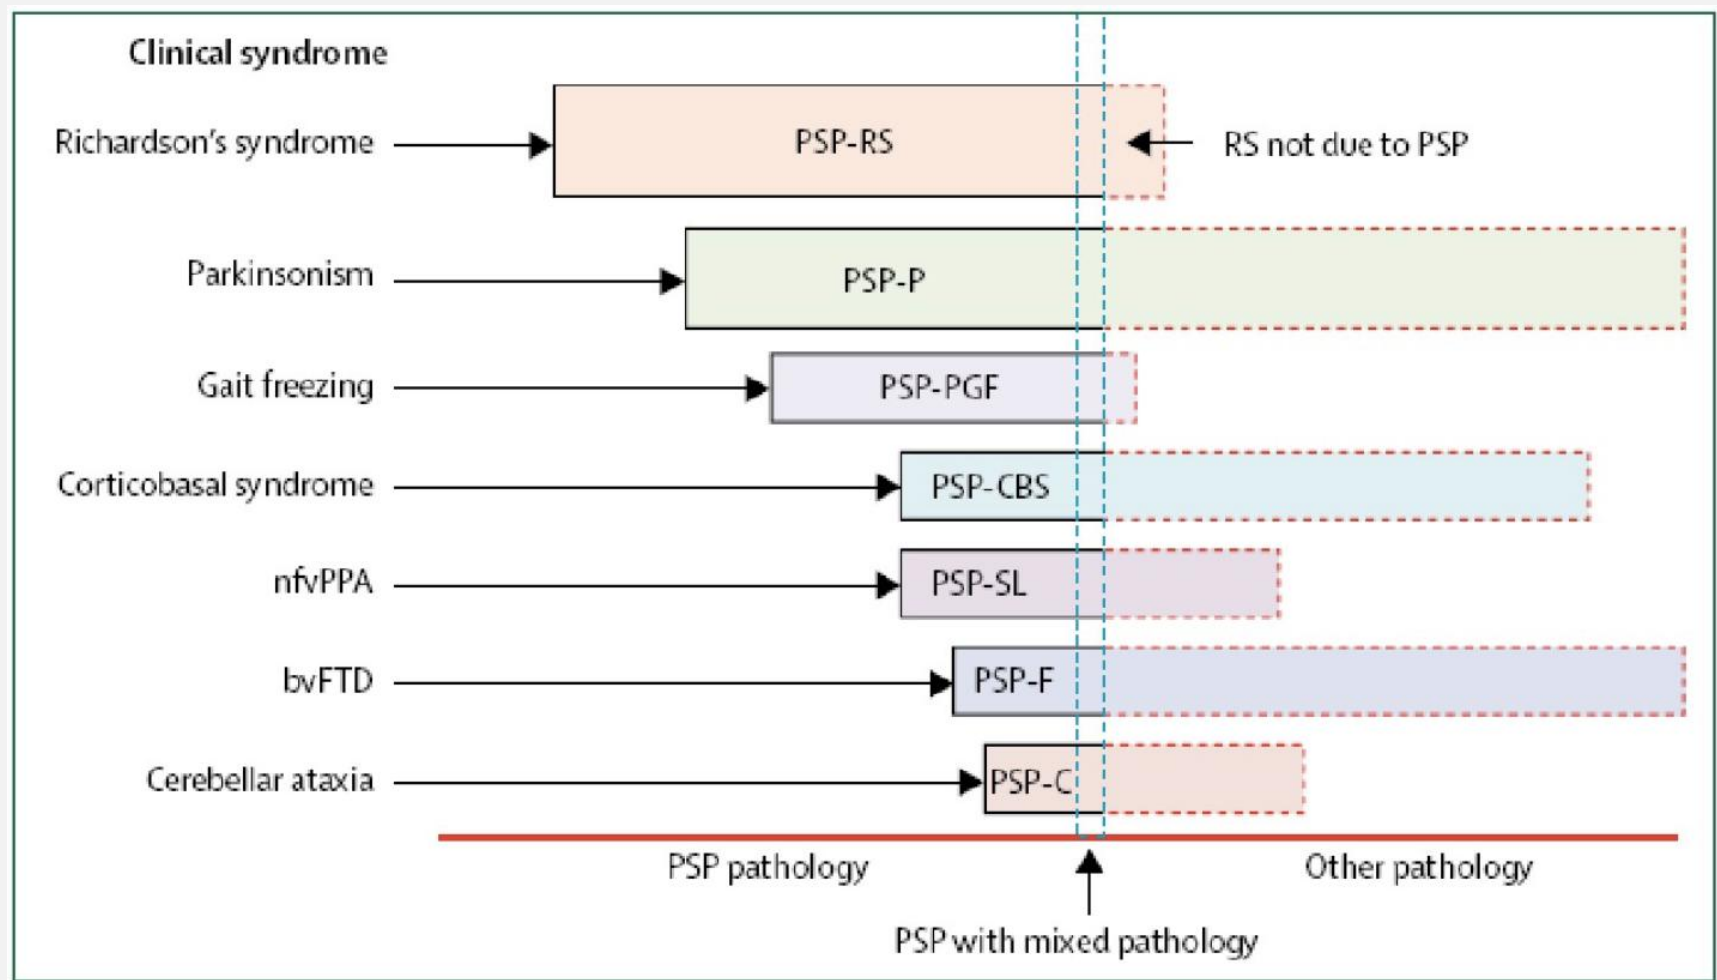 Clinical syndrome
Richardson's syndrome
PSP-RS
RS not due to PSP
Parkinsonism
PSP-P
Gait freezing
PSP-PGF
Corticobasal syndrome
PSP-CBS
nfvPPA
PSP-SL
bvFTD
PSP-F
Cerebellar ataxia
PSP-C
PSP pathology
Other pathology
PSP with mixed pathology